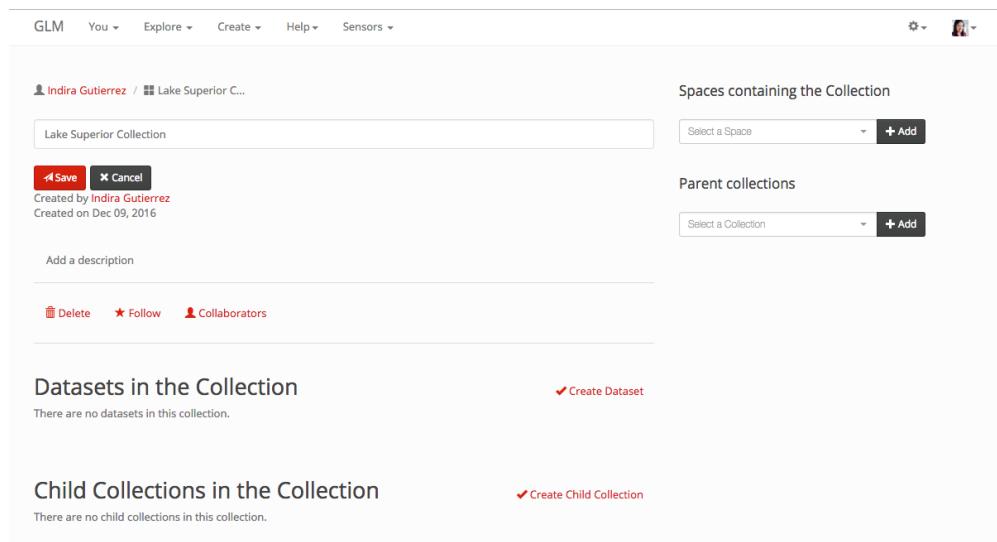 GLM You Explore Create Help Sensors
Indira Gutierrez / Lake Superior C...
Lake Superior Collection
Save Cancel
Created by Indira Gutierrez
Created on Dec 09, 2016
Add a description
Delete Follow Collaborators
Datasets in the Collection
Create Dataset
There are no datasets in this collection.
Child Collections in the Collection
Create Child Collection
There are no child collections in this collection.
Spaces containing the Collection
Select a Space + Add
Parent collections
Select a Collection + Add